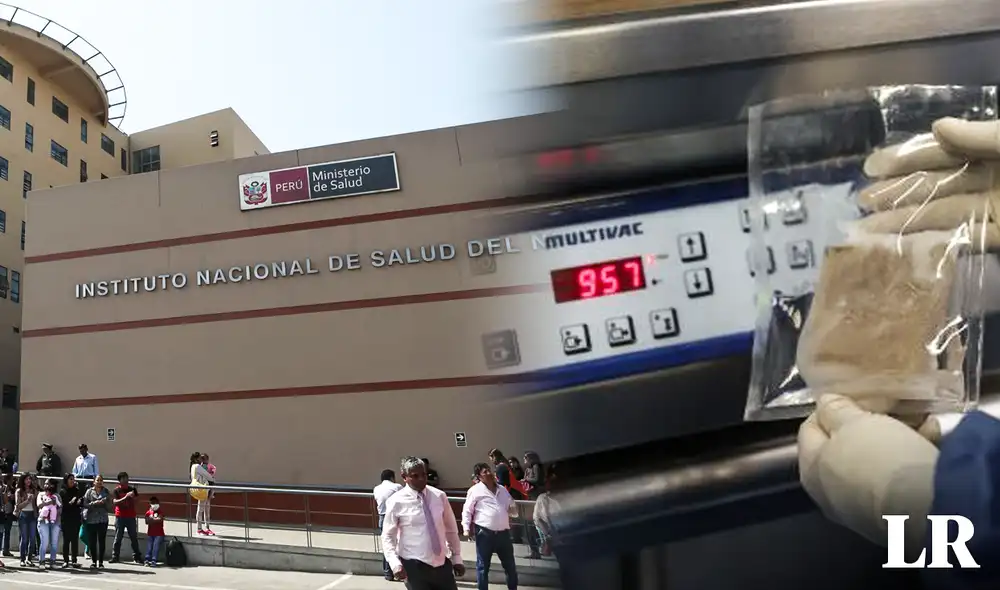 PERÚ
Ministerio
de Salud
INSTITUTO NACIONAL DE SALUD DEL N
MULTIVAC
957
LR